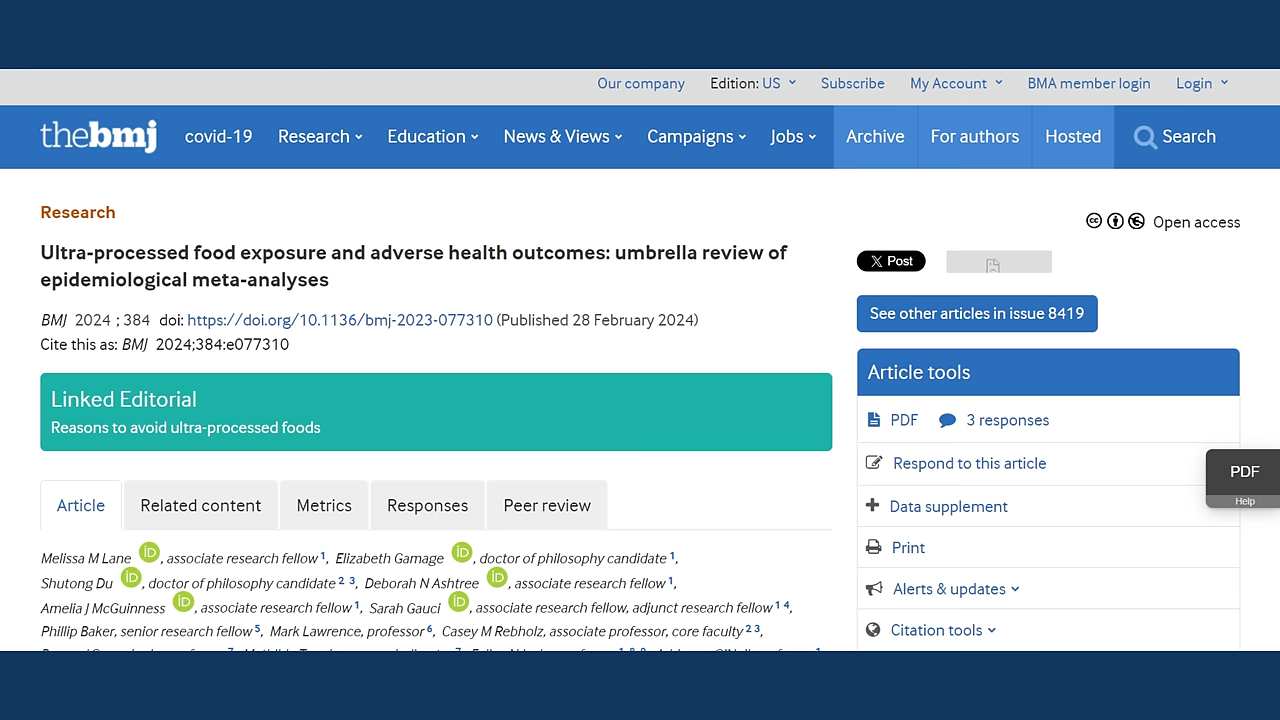 Our company Edition: US Subscribe My Account BMA member login Login
thebmj covid-19 Research Education News & Views Campaigns Jobs Archive For authors Hosted Search
Research
Open access
Ultra-processed food exposure and adverse health outcomes: umbrella review of
epidemiological meta-analyses
X Post
BMJ 2024 ; 384 doi: https://doi.org/10.1136/bmj-2023-077310 (Published 28 February 2024)
Cite this as: BMJ 2024;384:e077310
See other articles in issue 8419
Linked Editorial
Reasons to avoid ultra-processed foods
Article tools
PDF 3 responses
Respond to this article
Data supplement
Print
Alerts & updates
Citation tools
PDF
Help
Article Related content Metrics Responses Peer review
Melissa M Lane iD, associate research fellow 1, Elizabeth Gamage iD, doctor of philosophy candidate 1,
Shutong Du iD, doctor of philosophy candidate 2 3, Deborah N Ashtree iD, associate research fellow 1,
Amelia J McGuinness iD, associate research fellow 1, Sarah Gauci iD, associate research fellow, adjunct research fellow 1 4,
Phillip Baker, senior research fellow 5, Mark Lawrence, professor 6, Casey M Rebholz, associate professor, core faculty 2 3,